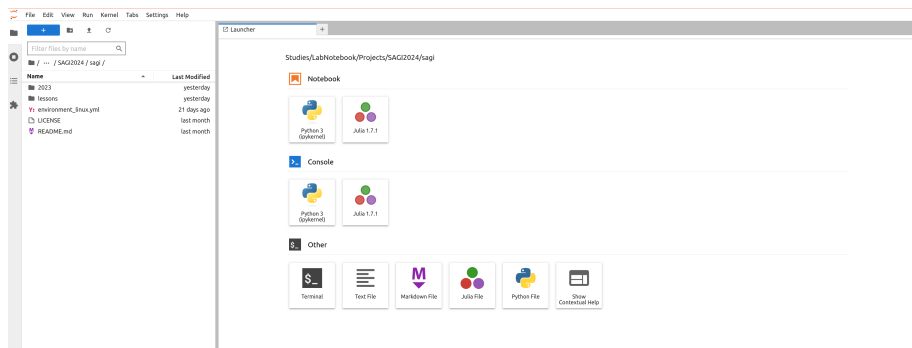 File Edit View Run Kernel Tabs Settings Help
+
Filter files by name
/ ··· / SAGI2024 / sagi /
Name Last Modified
2023 yesterday
lessons yesterday
Y: environment_linux.yml 21 days ago
LICENSE last month
README.md last month
Launcher +
Studies/LabNotebook/Projects/SAGI2024/sagi
Notebook
Python 3 (ipykernel)
Julia 1.7.1
Console
Python 3 (ipykernel)
Julia 1.7.1
$_ Other
$_ M
Terminal Text File Markdown File Julia File Python File Show Contextual Help